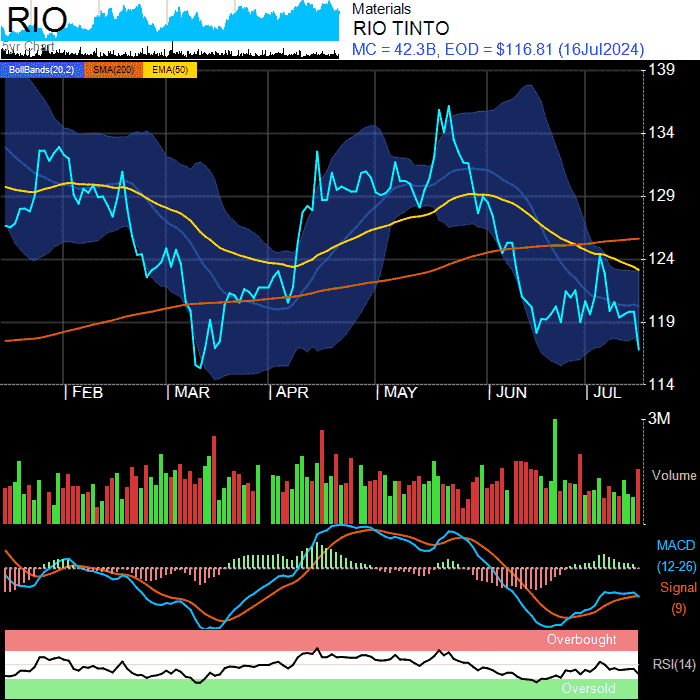 RIO
5yr Chart
Materials
RIO TINTO
MC = 42.3B, EOD = $116.81 (16Jul2024)
BollBands(20,2) SMA(200) EMA(50)
139
134
129
124
119
114
| FEB | MAR | APR | MAY | JUN | JUL
3M
Volume
MACD
(12-26)
Signal
(9)
Overbought
RSI(14)
Oversold